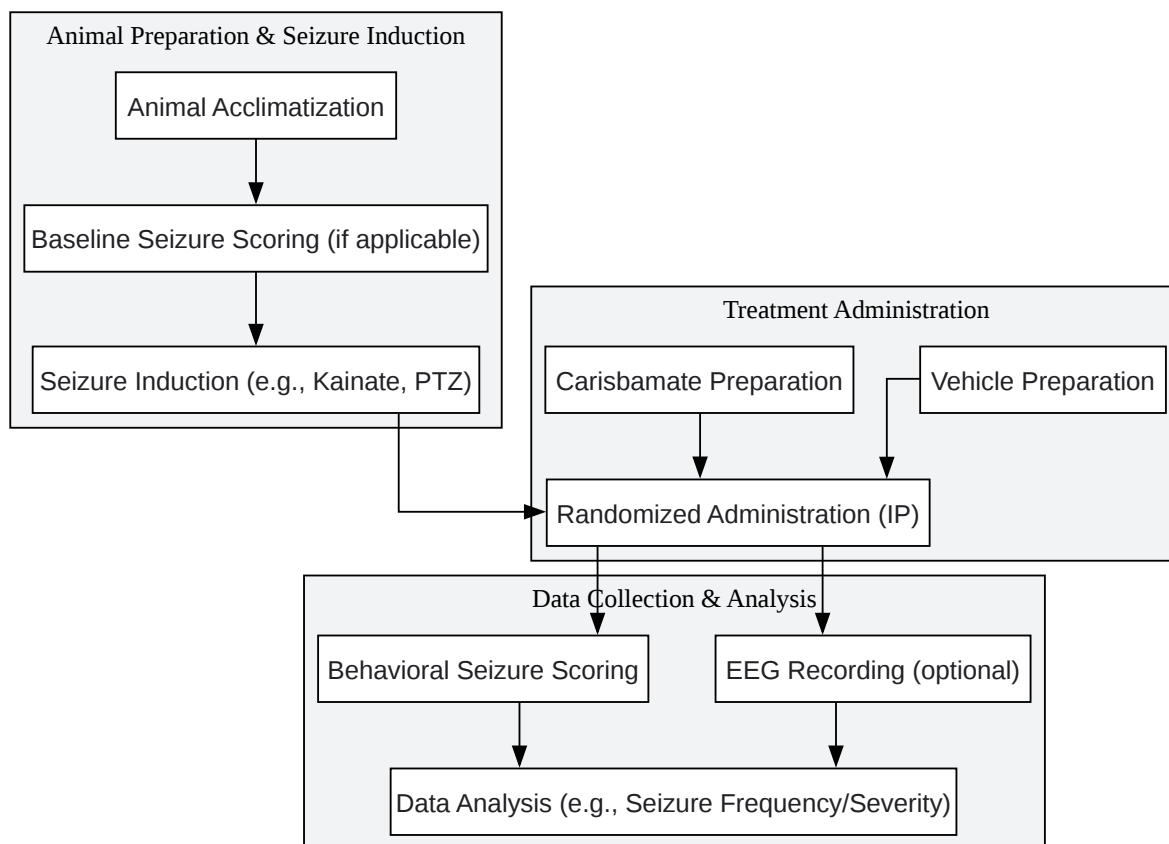 Animal Preparation & Seizure Induction
Animal Acclimatization
Baseline Seizure Scoring (if applicable)
Seizure Induction (e.g., Kainate, PTZ)
Treatment Administration
Carisbamate Preparation
Vehicle Preparation
Randomized Administration (IP)
Data Collection & Analysis
Behavioral Seizure Scoring
EEG Recording (optional)
Data Analysis (e.g., Seizure Frequency/Severity)